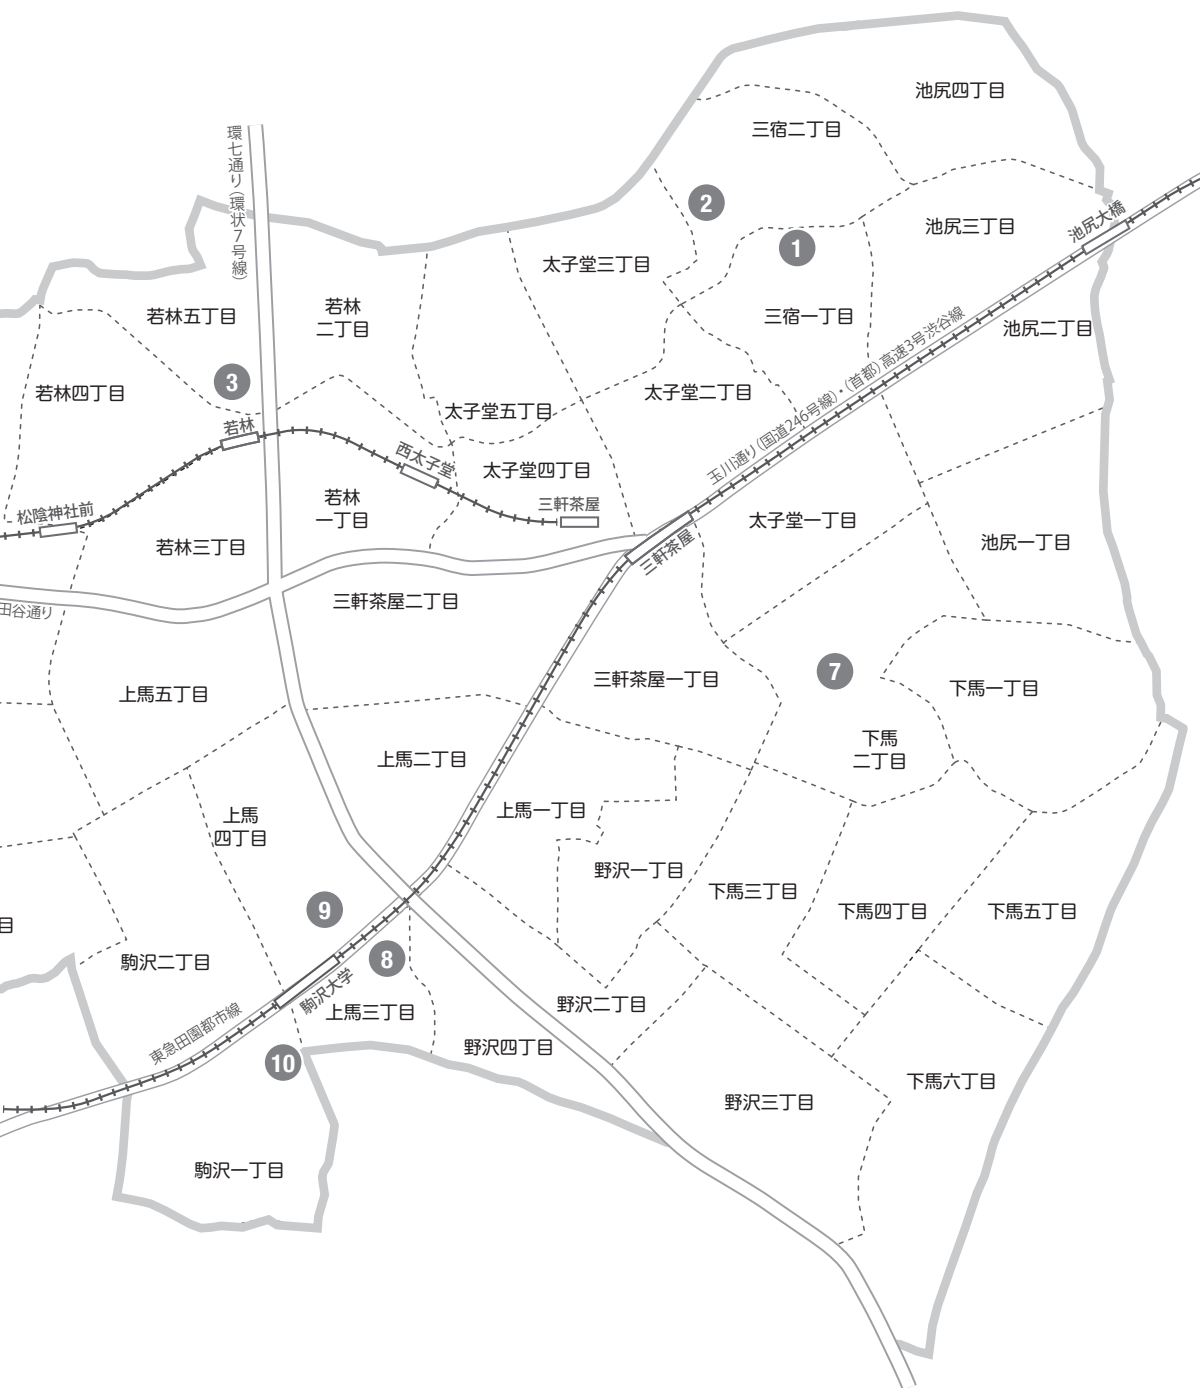 池尻四丁目
三宿二丁目
環七通り（環状7号線）
2
池尻三丁目
池尻大橋
1
太子堂三丁目
若林五丁目
若林
二丁目
三宿一丁目
池尻二丁目
玉川通り（国道246号線）・（首都）高速3号渋谷線
3
若林四丁目
太子堂二丁目
太子堂五丁目
若林
西太子堂
太子堂四丁目
三軒茶屋
松陰神社前
若林
一丁目
太子堂一丁目
若林三丁目
三軒茶屋
池尻一丁目
田谷通り
三軒茶屋二丁目
7
三軒茶屋一丁目
上馬五丁目
下馬一丁目
下馬
二丁目
上馬二丁目
上馬一丁目
上馬
四丁目
野沢一丁目
下馬三丁目
9
下馬四丁目
下馬五丁目
目
8
駒沢二丁目
駒沢大学
上馬三丁目
野沢二丁目
東急田園都市線
野沢四丁目
10
下馬六丁目
野沢三丁目
駒沢一丁目